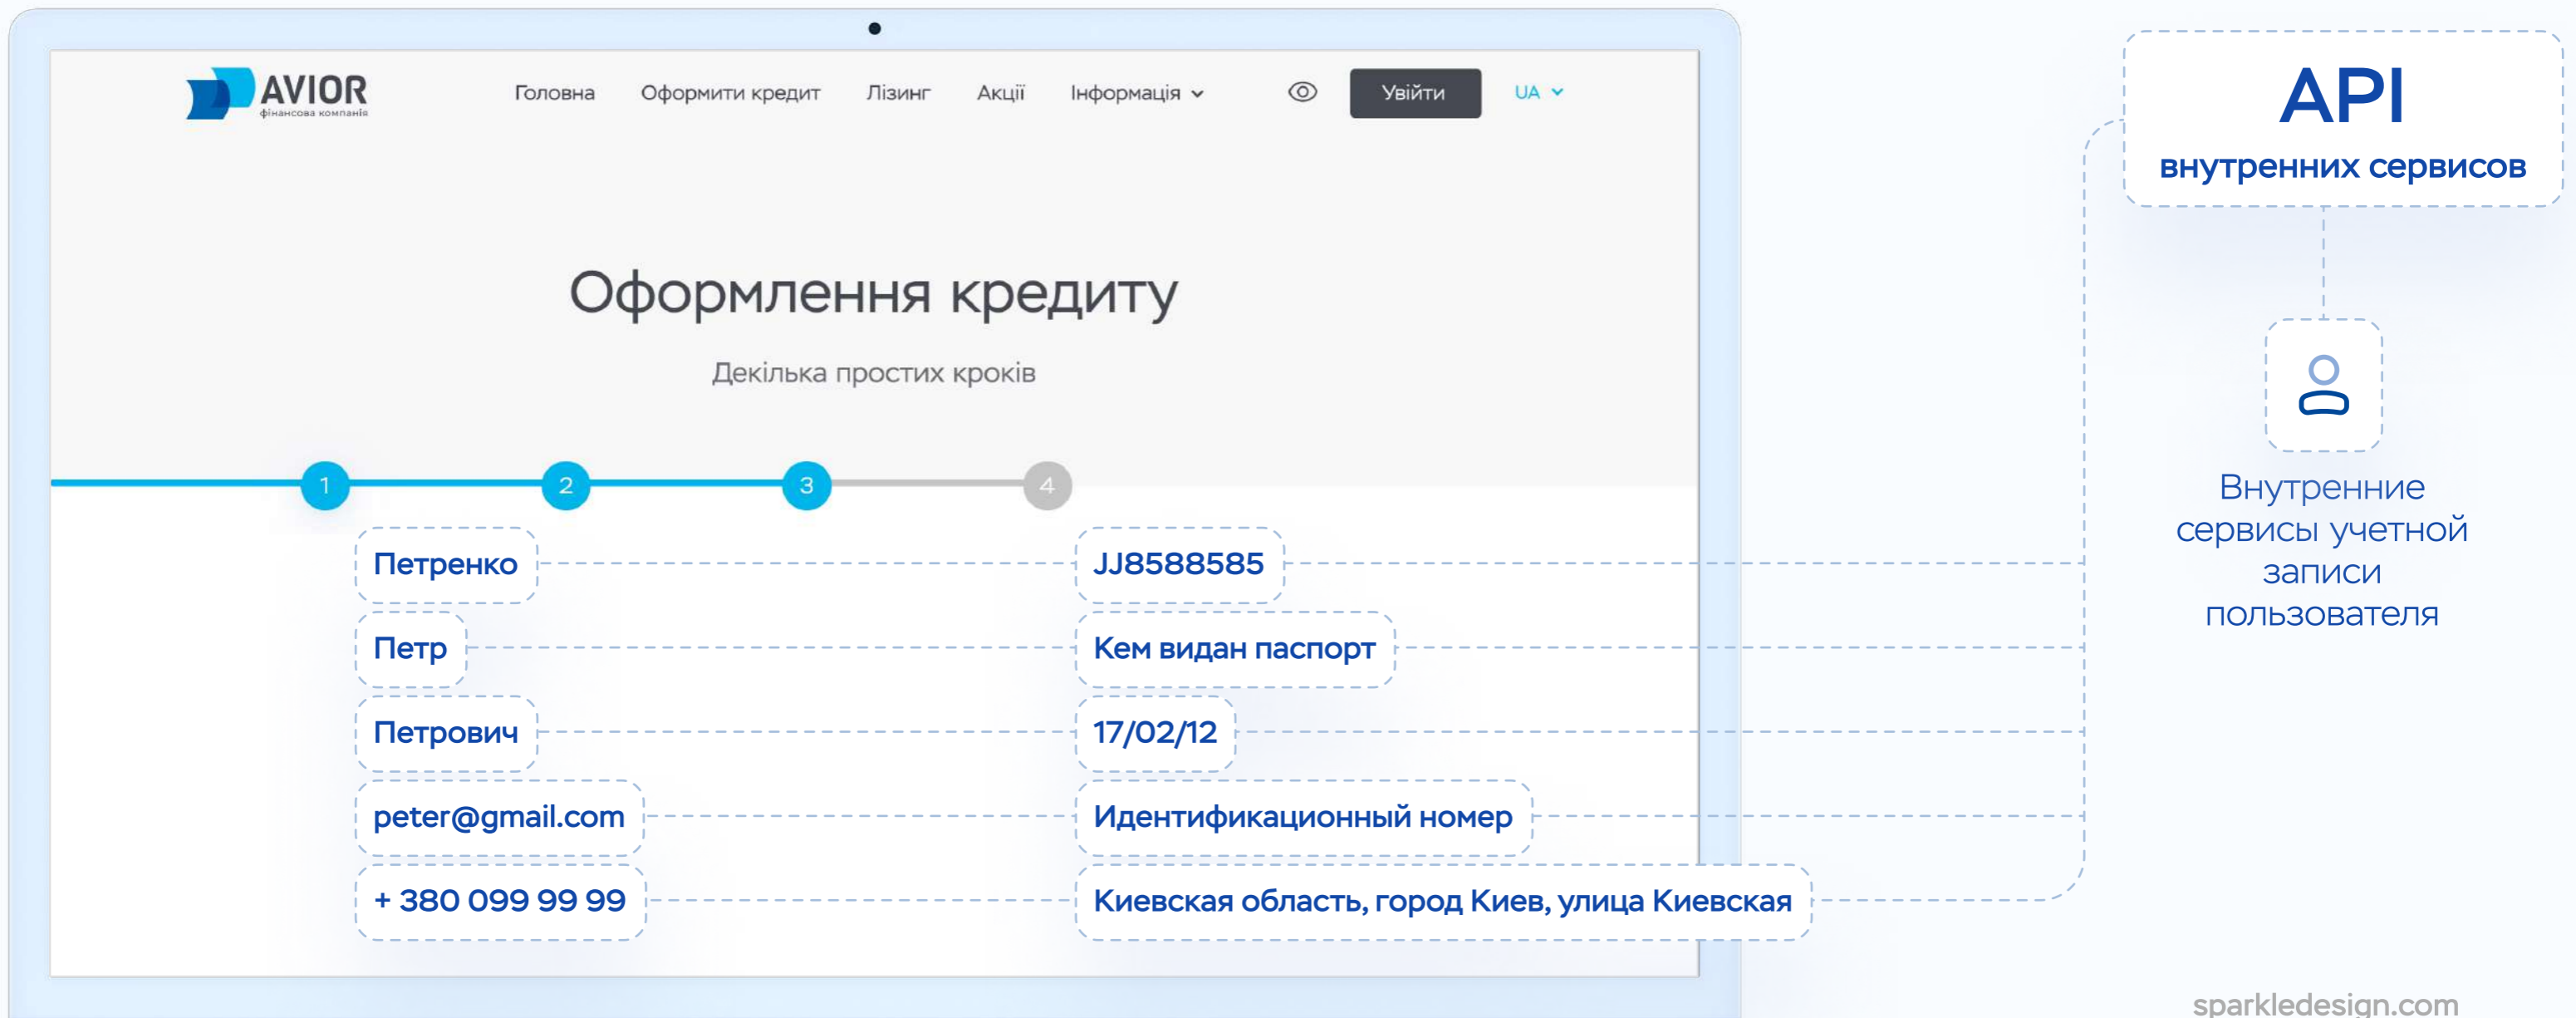 AVIOR
фінансова компанія
Головна Оформити кредит Лізинг Акції Інформація Увійти UA
Оформлення кредиту
Декілька простих кроків
1 2 3 4
Петренко JJ8588585
Петр Кем видан паспорт
Петрович 17/02/12
peter@gmail.com Идентификационный номер
+ 380 099 99 99 Киевская область, город Киев, улица Киевская
API
внутренних сервисов
Внутренние
сервисы учетной
записи
пользователя
sparkledesign.com